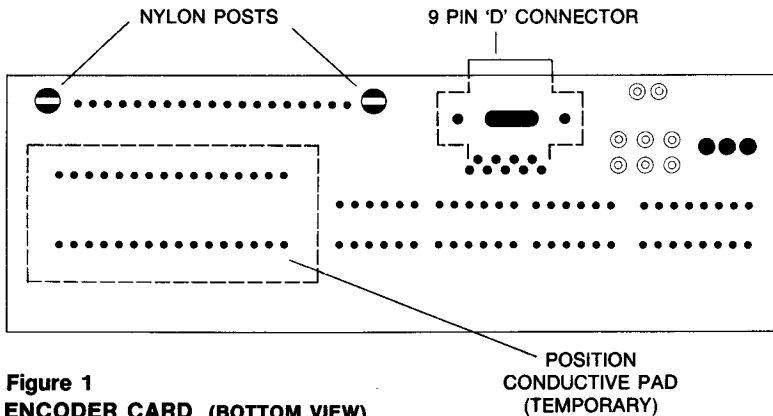 NYLON POSTS
9 PIN ‘D’ CONNECTOR
POSITION
CONDUCTIVE PAD
(TEMPORARY)
Figure 1
ENCODER CARD (BOTTOM VIEW)